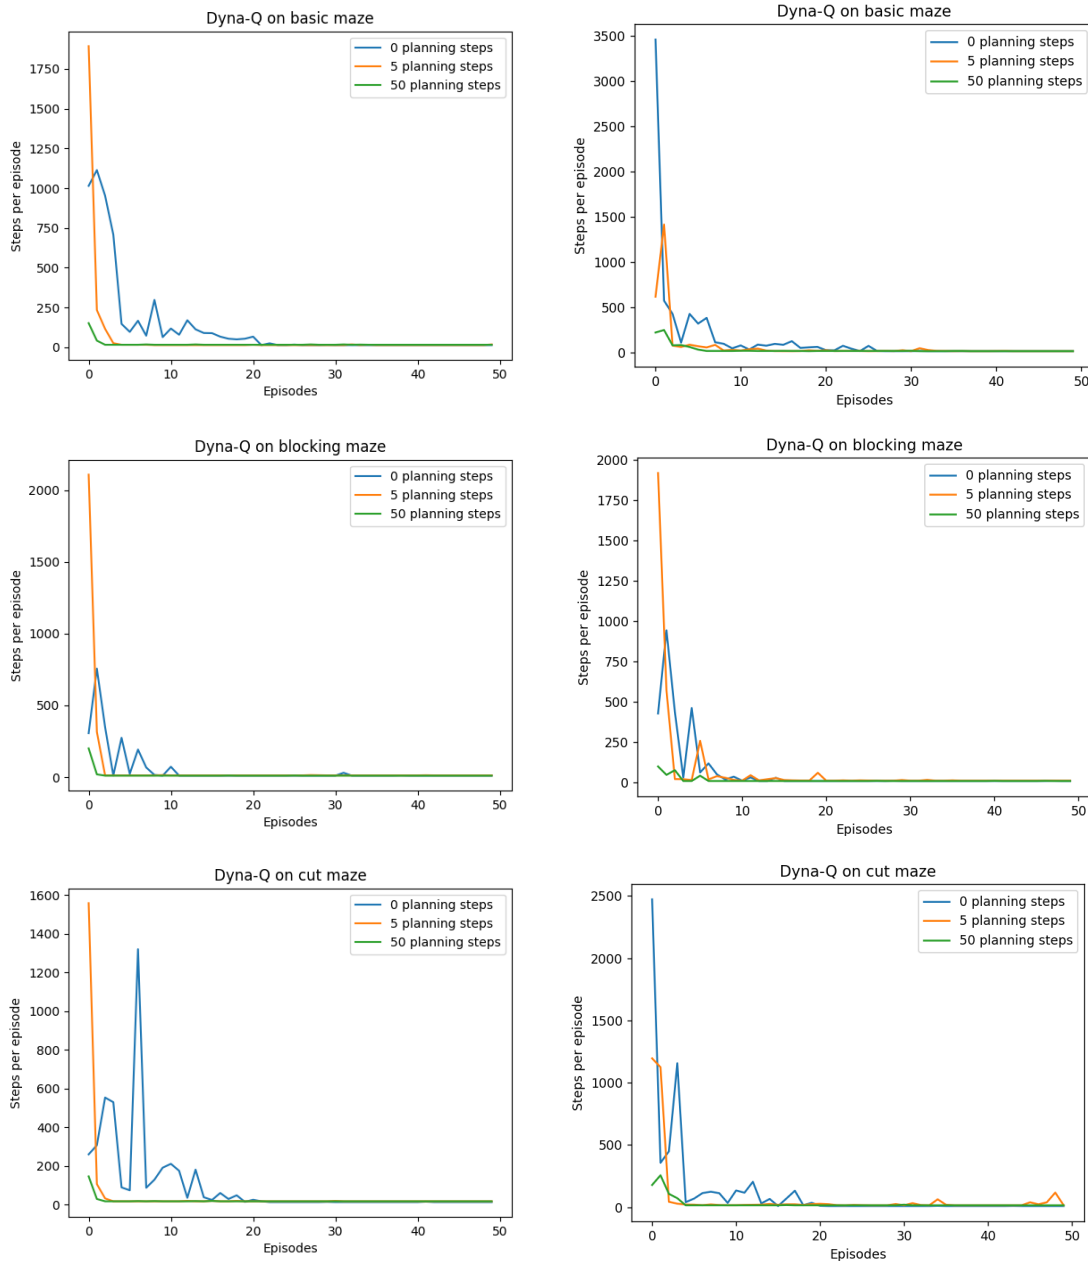 Dyna-Q on basic maze
0 planning steps
5 planning steps
50 planning steps
Steps per episode
1750
1500
1250
1000
750
500
250
0
0 10 20 30 40 50
Episodes
Dyna-Q on basic maze
0 planning steps
5 planning steps
50 planning steps
Steps per episode
3500
3000
2500
2000
1500
1000
500
0
0 10 20 30 40 50
Episodes
Dyna-Q on blocking maze
0 planning steps
5 planning steps
50 planning steps
Steps per episode
2000
1500
1000
500
0
0 10 20 30 40 50
Episodes
Dyna-Q on blocking maze
0 planning steps
5 planning steps
50 planning steps
Steps per episode
2000
1750
1500
1250
1000
750
500
250
0
0 10 20 30 40 50
Episodes
Dyna-Q on cut maze
0 planning steps
5 planning steps
50 planning steps
Steps per episode
1600
1400
1200
1000
800
600
400
200
0
0 10 20 30 40 50
Episodes
Dyna-Q on cut maze
0 planning steps
5 planning steps
50 planning steps
Steps per episode
2500
2000
1500
1000
500
0
0 10 20 30 40 50
Episodes